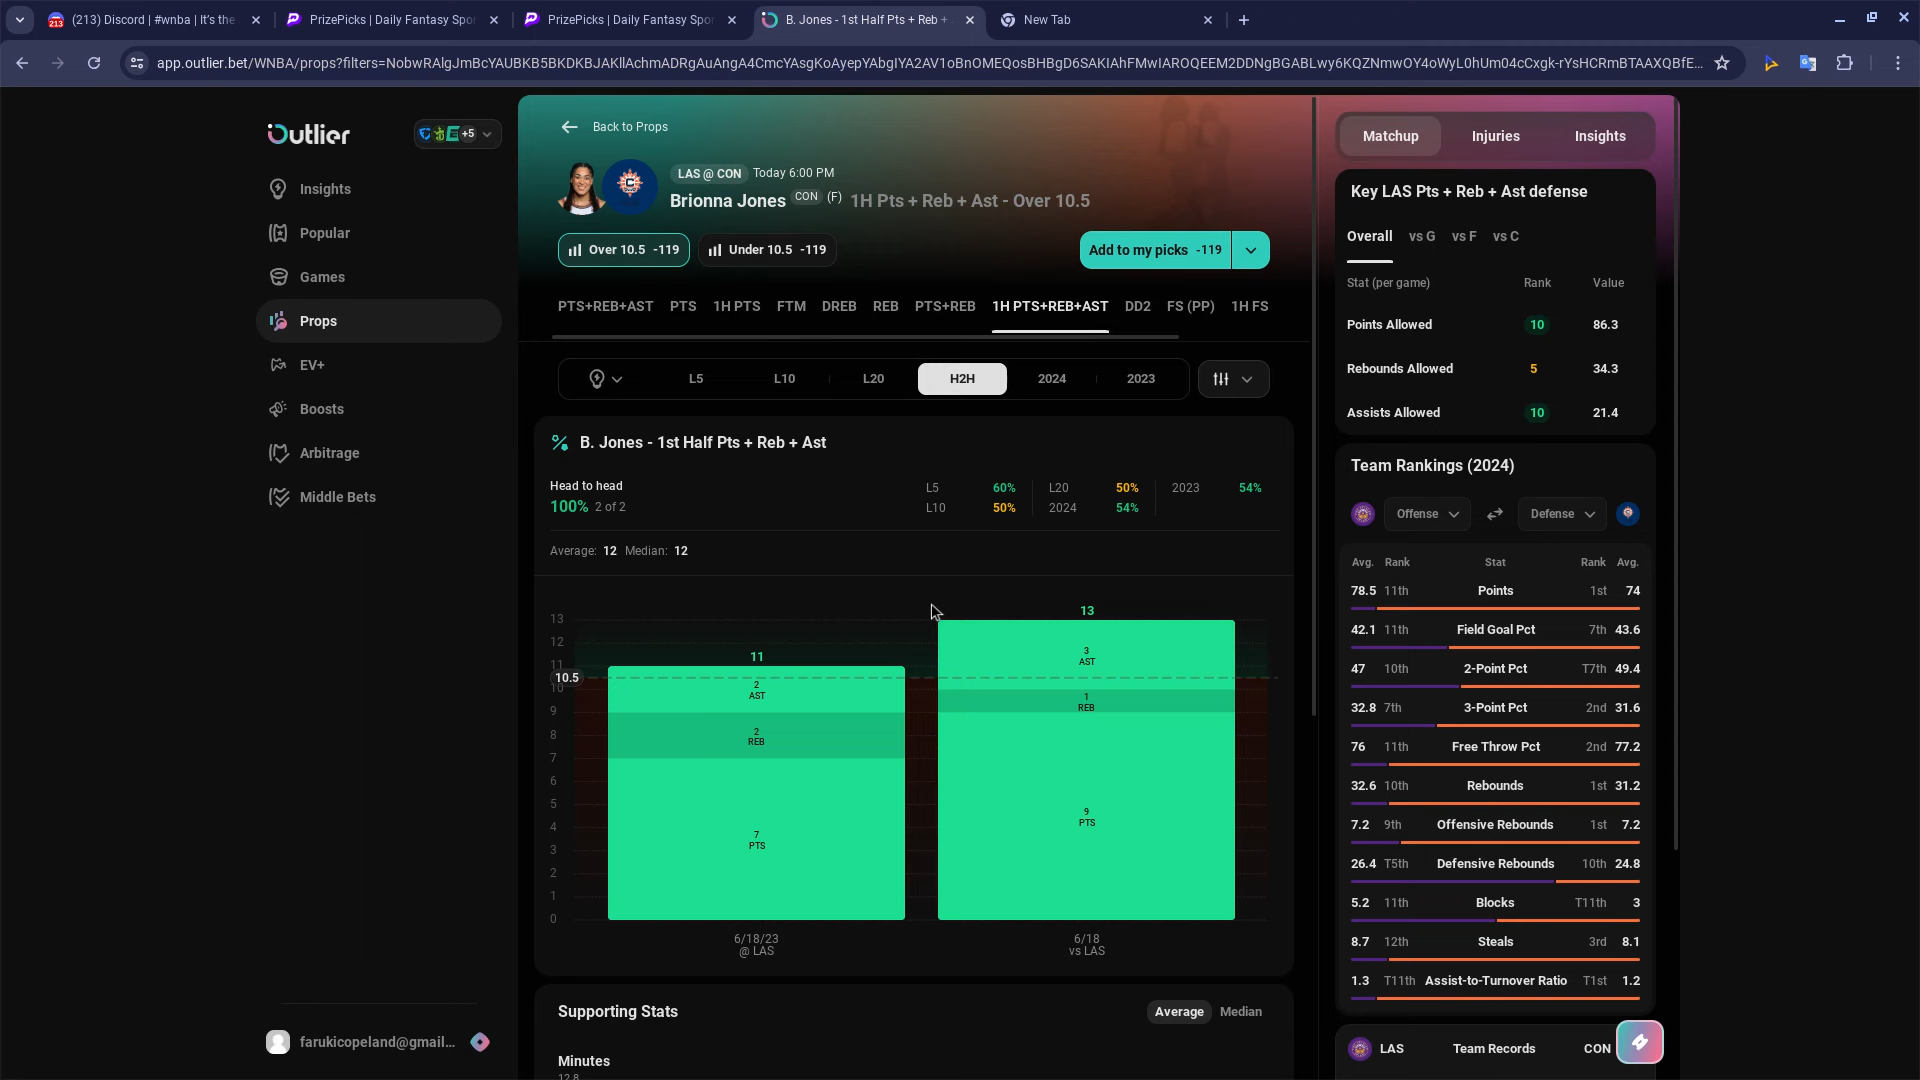 (213) Discord | #wnba | It's the
PrizePicks | Daily Fantasy Spor
PrizePicks | Daily Fantasy Spor
B. Jones - 1st Half Pts + Reb +
New Tab
Outlier
+5
Insights
Popular
Games
Props
EV+
Boosts
Arbitrage
Middle Bets
farukicopeland@gmail...
Back to Props
LAS @ CON Today 6:00 PM
Brionna Jones CON (F) 1H Pts + Reb + Ast - Over 10.5
Over 10.5 -119
Under 10.5 -119
Add to my picks -119
PTS+REB+AST PTS 1H PTS FTM DREB REB PTS+REB 1H PTS+REB+AST DD2 FS (PP) 1H FS
L5 L10 L20 H2H 2024 2023
B. Jones - 1st Half Pts + Reb + Ast
Head to head
100% 2 of 2
L5 60% L20 50% 2023 54%
L10 50% 2024 54%
Average: 12 Median: 12
13
12
11
10.5
10
9
8
7
6
5
4
3
2
1
0
11
2
AST
2
REB
7
PTS
6/18/23
@ LAS
13
3
AST
1
REB
9
PTS
6/18
vs LAS
Supporting Stats
Average Median
Minutes
12.8
Matchup Injuries Insights
Key LAS Pts + Reb + Ast defense
Overall vs G vs F vs C
Stat (per game) Rank Value
Points Allowed 10 86.3
Rebounds Allowed 5 34.3
Assists Allowed 10 21.4
Team Rankings (2024)
Offense Defense
Avg. Rank Stat Rank Avg.
78.5 11th Points 1st 74
42.1 11th Field Goal Pct 7th 43.6
47 10th 2-Point Pct T7th 49.4
32.8 7th 3-Point Pct 2nd 31.6
76 11th Free Throw Pct 2nd 77.2
32.6 10th Rebounds 1st 31.2
7.2 9th Offensive Rebounds 1st 7.2
26.4 T5th Defensive Rebounds 10th 24.8
5.2 11th Blocks T11th 3
8.7 12th Steals 3rd 8.1
1.3 T11th Assist-to-Turnover Ratio T1st 1.2
LAS Team Records CON